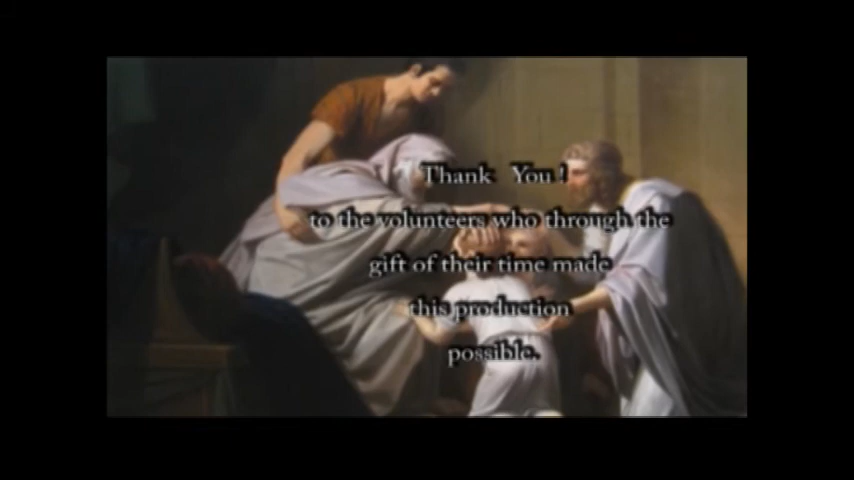 Thank You !
to the volunteers who through the
gift of their time made
this production
possible.